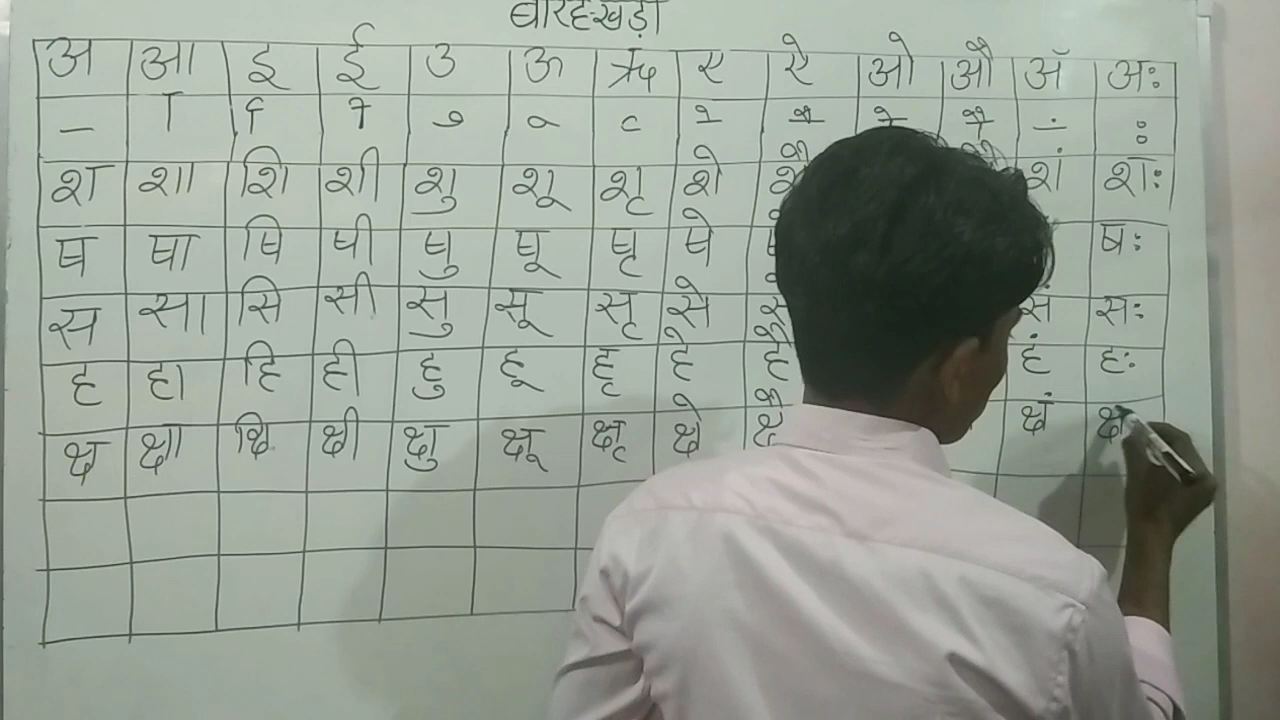 बारहखड़ी
अ आ इ ई उ ऊ ऋ ए ऐ ओ औ अं अः
– ा ि ी ु ू ृ े ै ो ौ ं ः
श शा शि शी शु शू शृ शे शं शः
ष षा षि षी षु षू षृ षे षः
स सा सि सी सु सू सृ से सं सः
ह हा हि ही हु हू हृ हे है हं हः
क्ष क्षा क्षि क्षी क्षु क्षू क्षृ क्षे क्षं